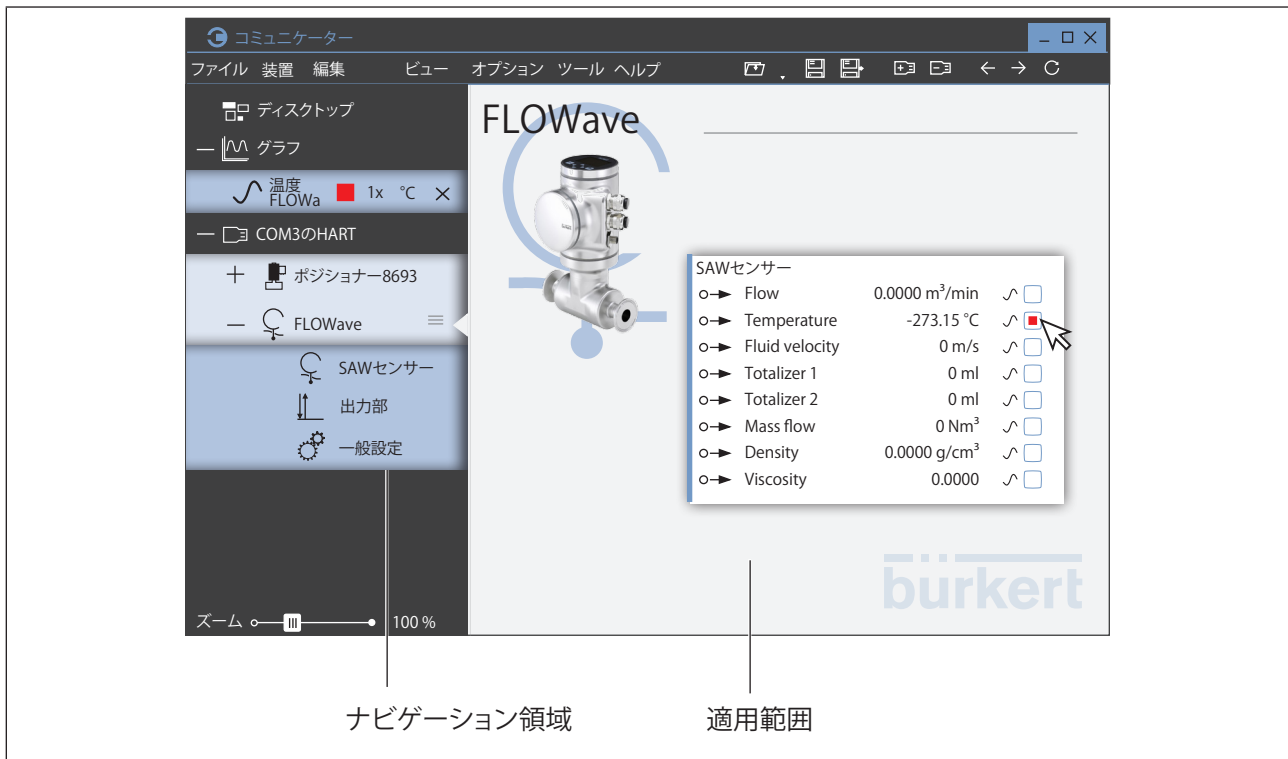 コミュニケーター
ファイル 装置 編集 ビュー オプション ツール ヘルプ
ディスクトップ
グラフ
温度
FLOWa 1x °C
COM3のHART
ポジショナー8693
FLOWave
SAWセンサー
出力部
一般設定
ズーム 100 %
FLOWave
SAWセンサー
Flow 0.0000 m³/min
Temperature -273.15 °C
Fluid velocity 0 m/s
Totalizer 1 0 ml
Totalizer 2 0 ml
Mass flow 0 Nm³
Density 0.0000 g/cm³
Viscosity 0.0000
bürkert
ナビゲーション領域 適用範囲